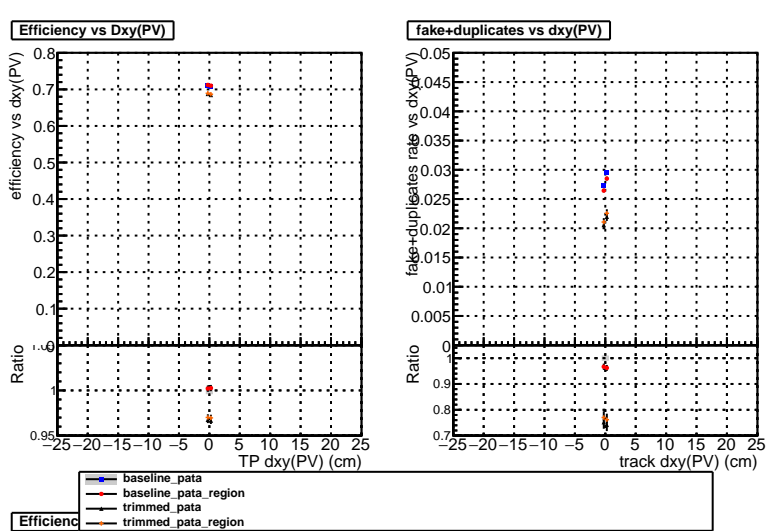 Efficiency vs Dxy(PV)
efficiency vs dxy(PV)
0.8
0.7
0.6
0.5
0.4
0.3
0.2
0.1
0
Ratio
1
0.95
−25 −20 −15 −10 −5 0 5 10 15 20 25
TP dxy(PV) (cm)
fake+duplicates vs dxy(PV)
fake+duplicates rate vs dxy(PV)
0.05
0.045
0.04
0.035
0.03
0.025
0.02
0.015
0.01
0.005
0
Ratio
1
0.9
0.8
0.7
−25 −20 −15 −10 −5 0 5 10 15 20 25
track dxy(PV) (cm)
baseline_pata
baseline_pata_region
trimmed_pata
trimmed_pata_region
Efficienc